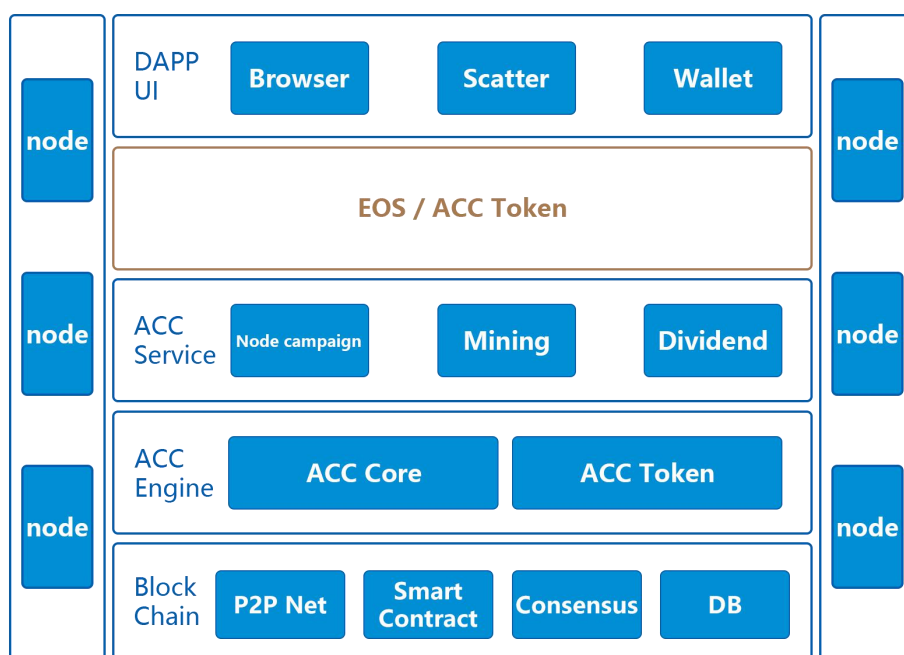 node
node
node
DAPP
UI
Browser
Scatter
Wallet
EOS / ACC Token
ACC
Service
Node campaign
Mining
Dividend
ACC
Engine
ACC Core
ACC Token
Block
Chain
P2P Net
Smart
Contract
Consensus
DB
node
node
node